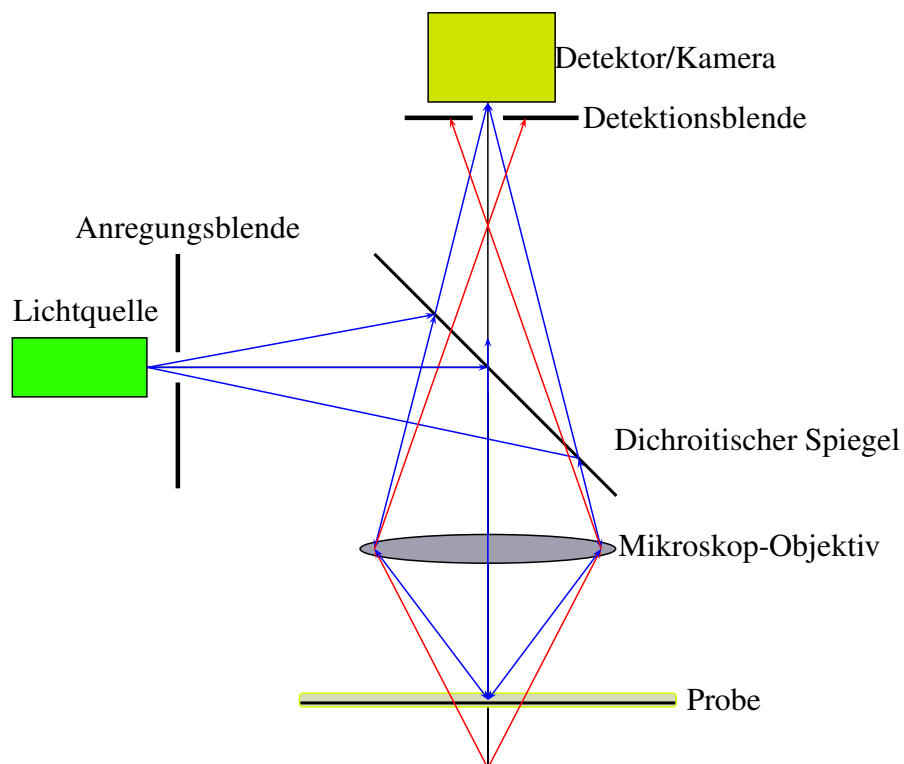 Detektor/Kamera
Detektionsblende
Anregungsblende
Lichtquelle
Dichroitischer Spiegel
Mikroskop-Objektiv
Probe